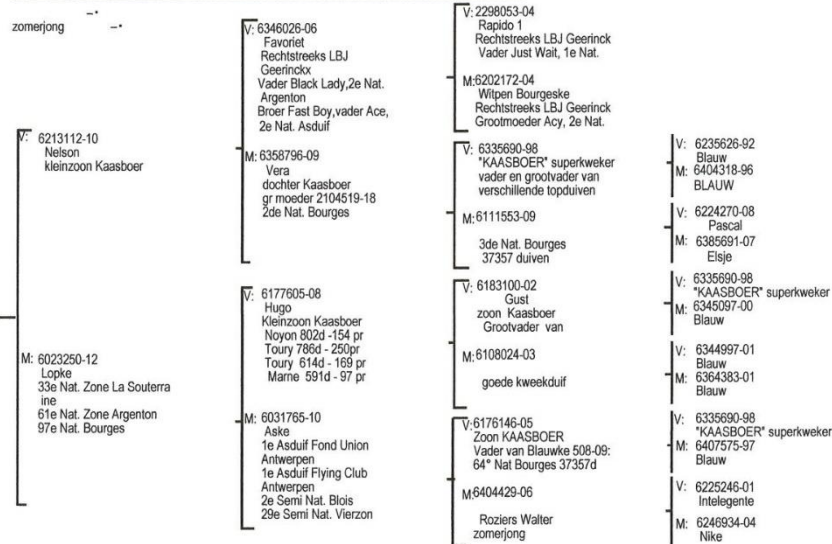 zomerjong
V: 6213112-10
Nelson
kleinzoon Kaasboer
M: 6023250-12
Lopke
33e Nat. Zone La Souterra
ine
61e Nat. Zone Argenton
97e Nat. Bourges
V: 6346026-06
Favoriet
Rechtstreeks LBJ
Geerinckx
Vader Black Lady,2e Nat.
Argenton
Broer Fast Boy,vader Ace,
2e Nat. Asduif
M: 6358796-09
Vera
dochter Kaasboer
gr moeder 2104519-18
2de Nat. Bourges
V: 6177605-08
Hugo
Kleinzoon Kaasboer
Noyon 802d -154 pr
Toury 786d - 250pr
Toury 614d - 169 pr
Marne 591d - 97 pr
M: 6031765-10
Aske
1e Asduif Fond Union
Antwerpen
1e Asduif Flying Club
Antwerpen
2e Semi Nat. Blois
29e Semi Nat. Vierzon
V: 2298053-04
Rapido 1
Rechtstreeks LBJ Geerinck
Vader Just Wait, 1e Nat.
M:6202172-04
Witpen Bourgeske
Rechtstreeks LBJ Geerinck
Grootmoeder Acy, 2e Nat.
V: 6335690-98
"KAASBOER" superkweker
vader en grootvader van
verschillende topduiven
M:6111553-09
3de Nat. Bourges
37357 duiven
V: 6183100-02
Gust
zoon Kaasboer
Grootvader van
M:6108024-03
goede kweekduif
V:6176146-05
Zoon KAASBOER
Vader van Blauwke 508-09:
64° Nat Bourges 37357d
M:6404429-06
Roziers Walter
zomerjong
V: 6235626-92
Blauw
M: 6404318-96
BLAUW
V: 6224270-08
Pascal
M: 6385691-07
Elsje
V: 6335690-98
"KAASBOER" superkweker
M: 6345097-00
Blauw
V: 6344997-01
Blauw
M: 6364383-01
Blauw
V: 6335690-98
"KAASBOER" superkweker
M: 6407575-97
Blauw
V: 6225246-01
Intelegente
M: 6246934-04
Nike